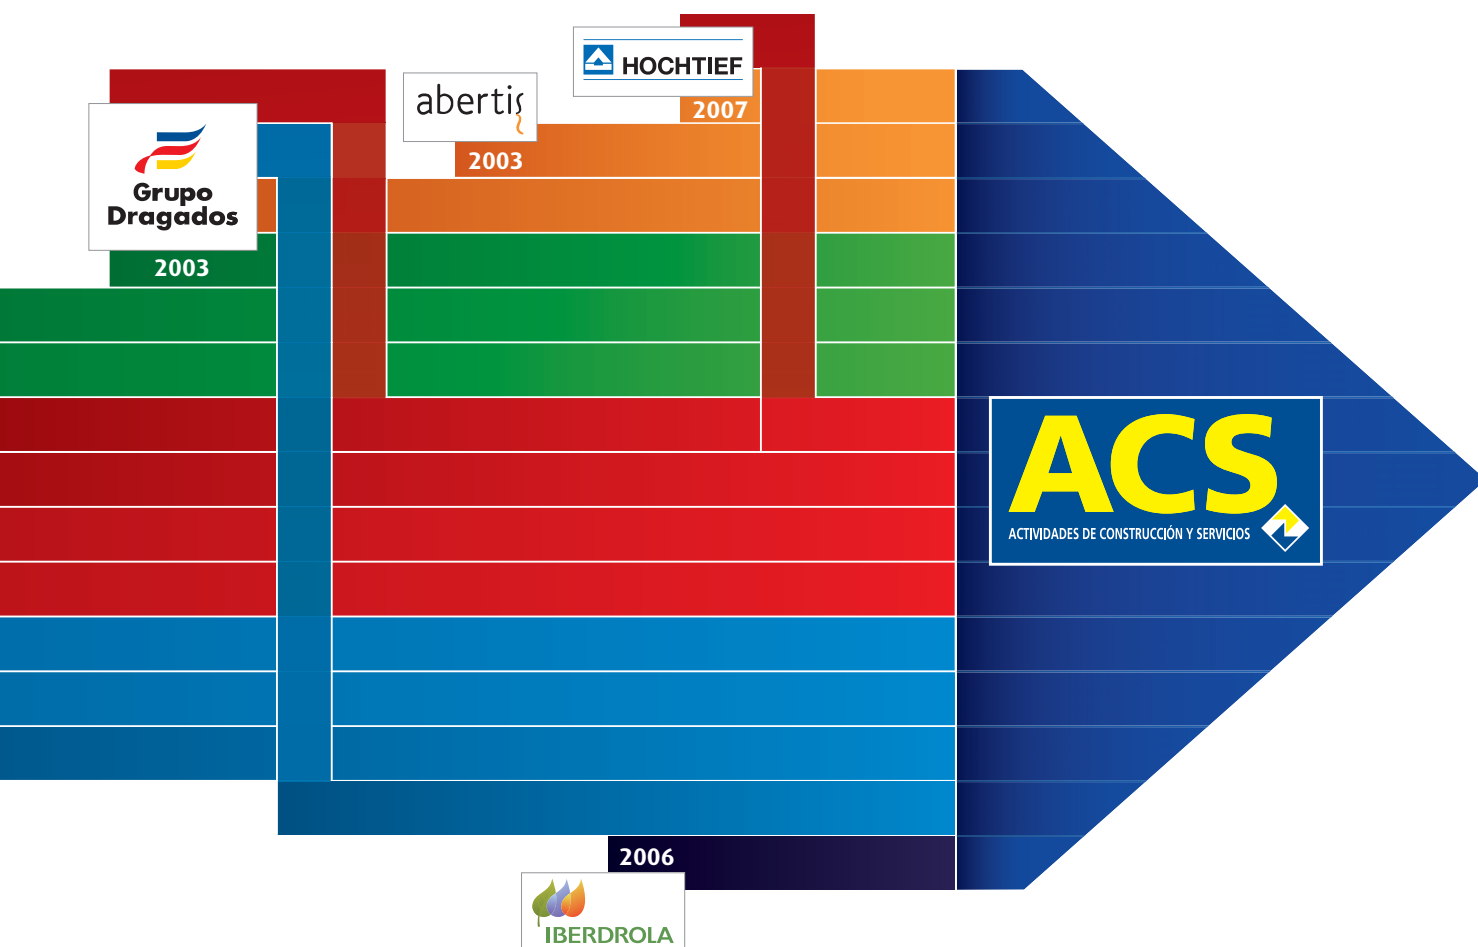 HOCHTIEF
2007
abertis
2003
Grupo
Dragados
2003
ACS
ACTIVIDADES DE CONSTRUCCIÓN Y SERVICIOS
2006
IBERDROLA